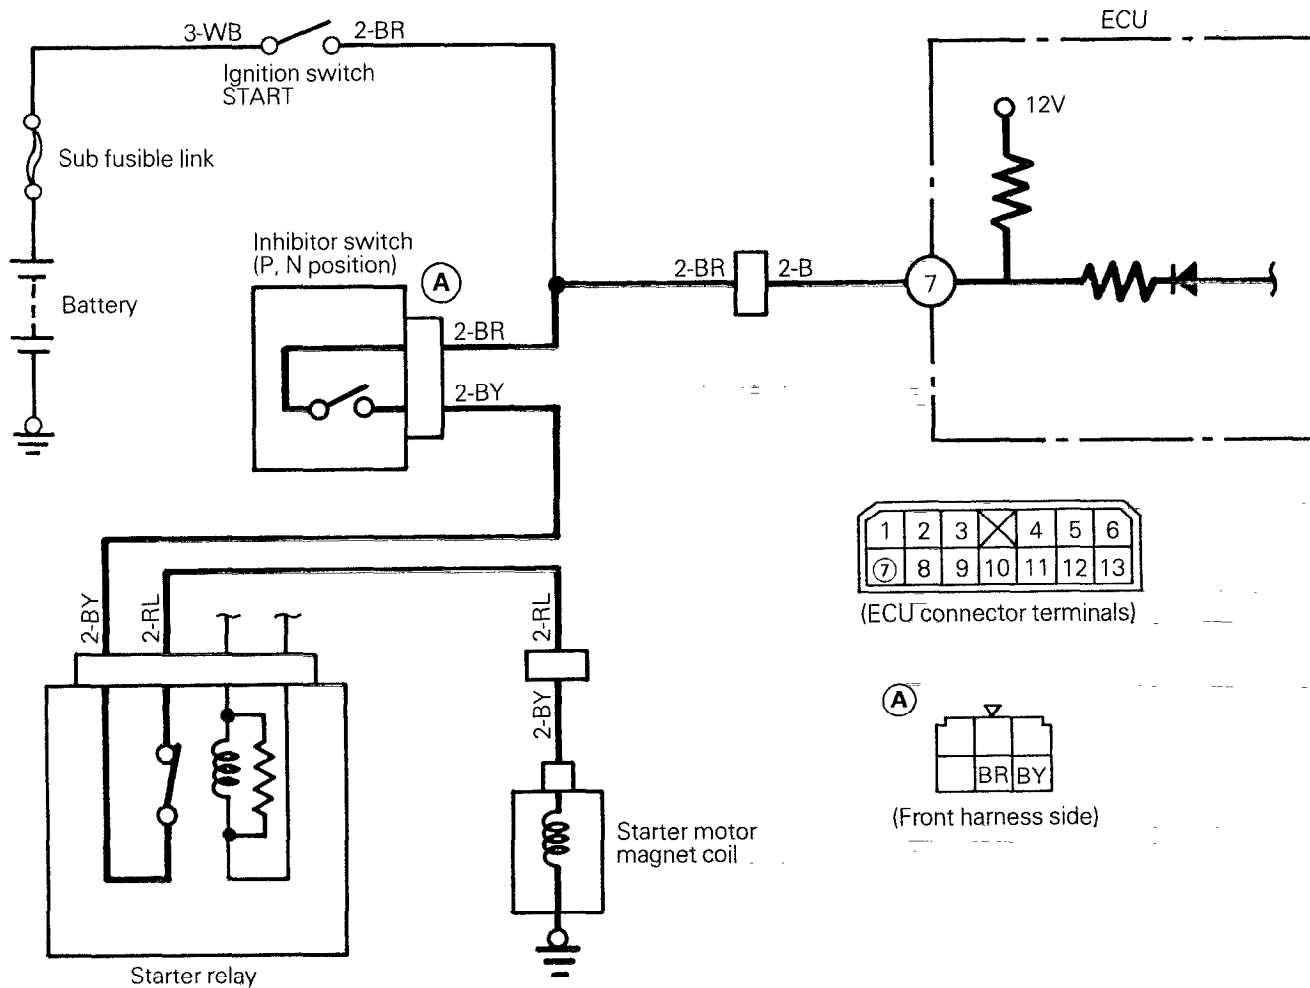 ECU
3-WB
2-BR
Ignition switch
START
12V
Sub fusible link
Inhibitor switch
(P, N position)
A
2-BR
2-B
7
Battery
2-BR
2-BY
1 2 3 4 5 6
7 8 9 10 11 12 13
(ECU connector terminals)
2-BY
2-RL
2-RL
2-BY
A
BR BY
(Front harness side)
Starter motor
magnet coil
Starter relay